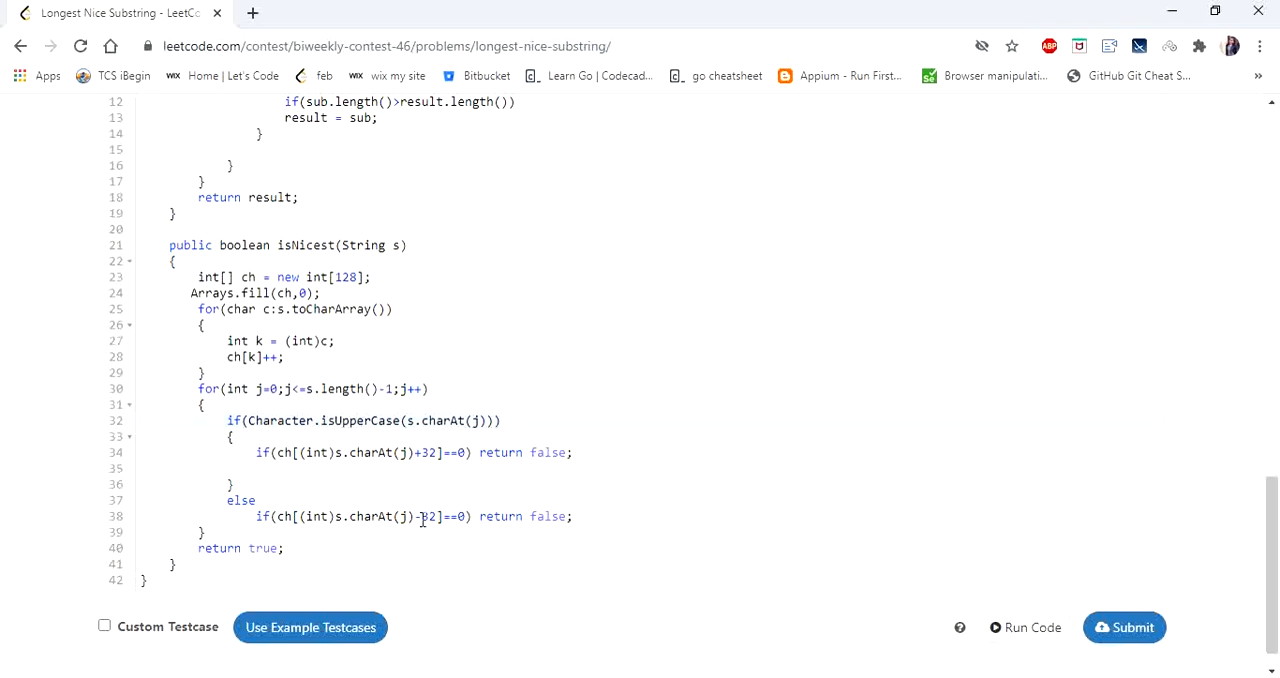 Longest Nice Substring - LeetCo
leetcode.com/contest/biweekly-contest-46/problems/longest-nice-substring/
ABP
Apps TCS iBegin WIX Home | Let's Code feb WIX wix my site Bitbucket C_ Learn Go | Codecad... C_ go cheatsheet Appium - Run First... Se Browser manipulati... GitHub Git Cheat S... »
12 if(sub.length()>result.length())
13 result = sub;
14 }
15
16 }
17 }
18 return result;
19 }
20
21 public boolean isNicest(String s)
22 {
23 int[] ch = new int[128];
24 Arrays.fill(ch,0);
25 for(char c:s.toCharArray())
26 {
27 int k = (int)c;
28 ch[k]++;
29 }
30 for(int j=0;j<=s.length()-1;j++)
31 {
32 if(Character.isUpperCase(s.charAt(j)))
33 {
34 if(ch[(int)s.charAt(j)+32]==0) return false;
35
36 }
37 else
38 if(ch[(int)s.charAt(j)-32]==0) return false;
39 }
40 return true;
41 }
42 }
Custom Testcase Use Example Testcases ? Run Code Submit